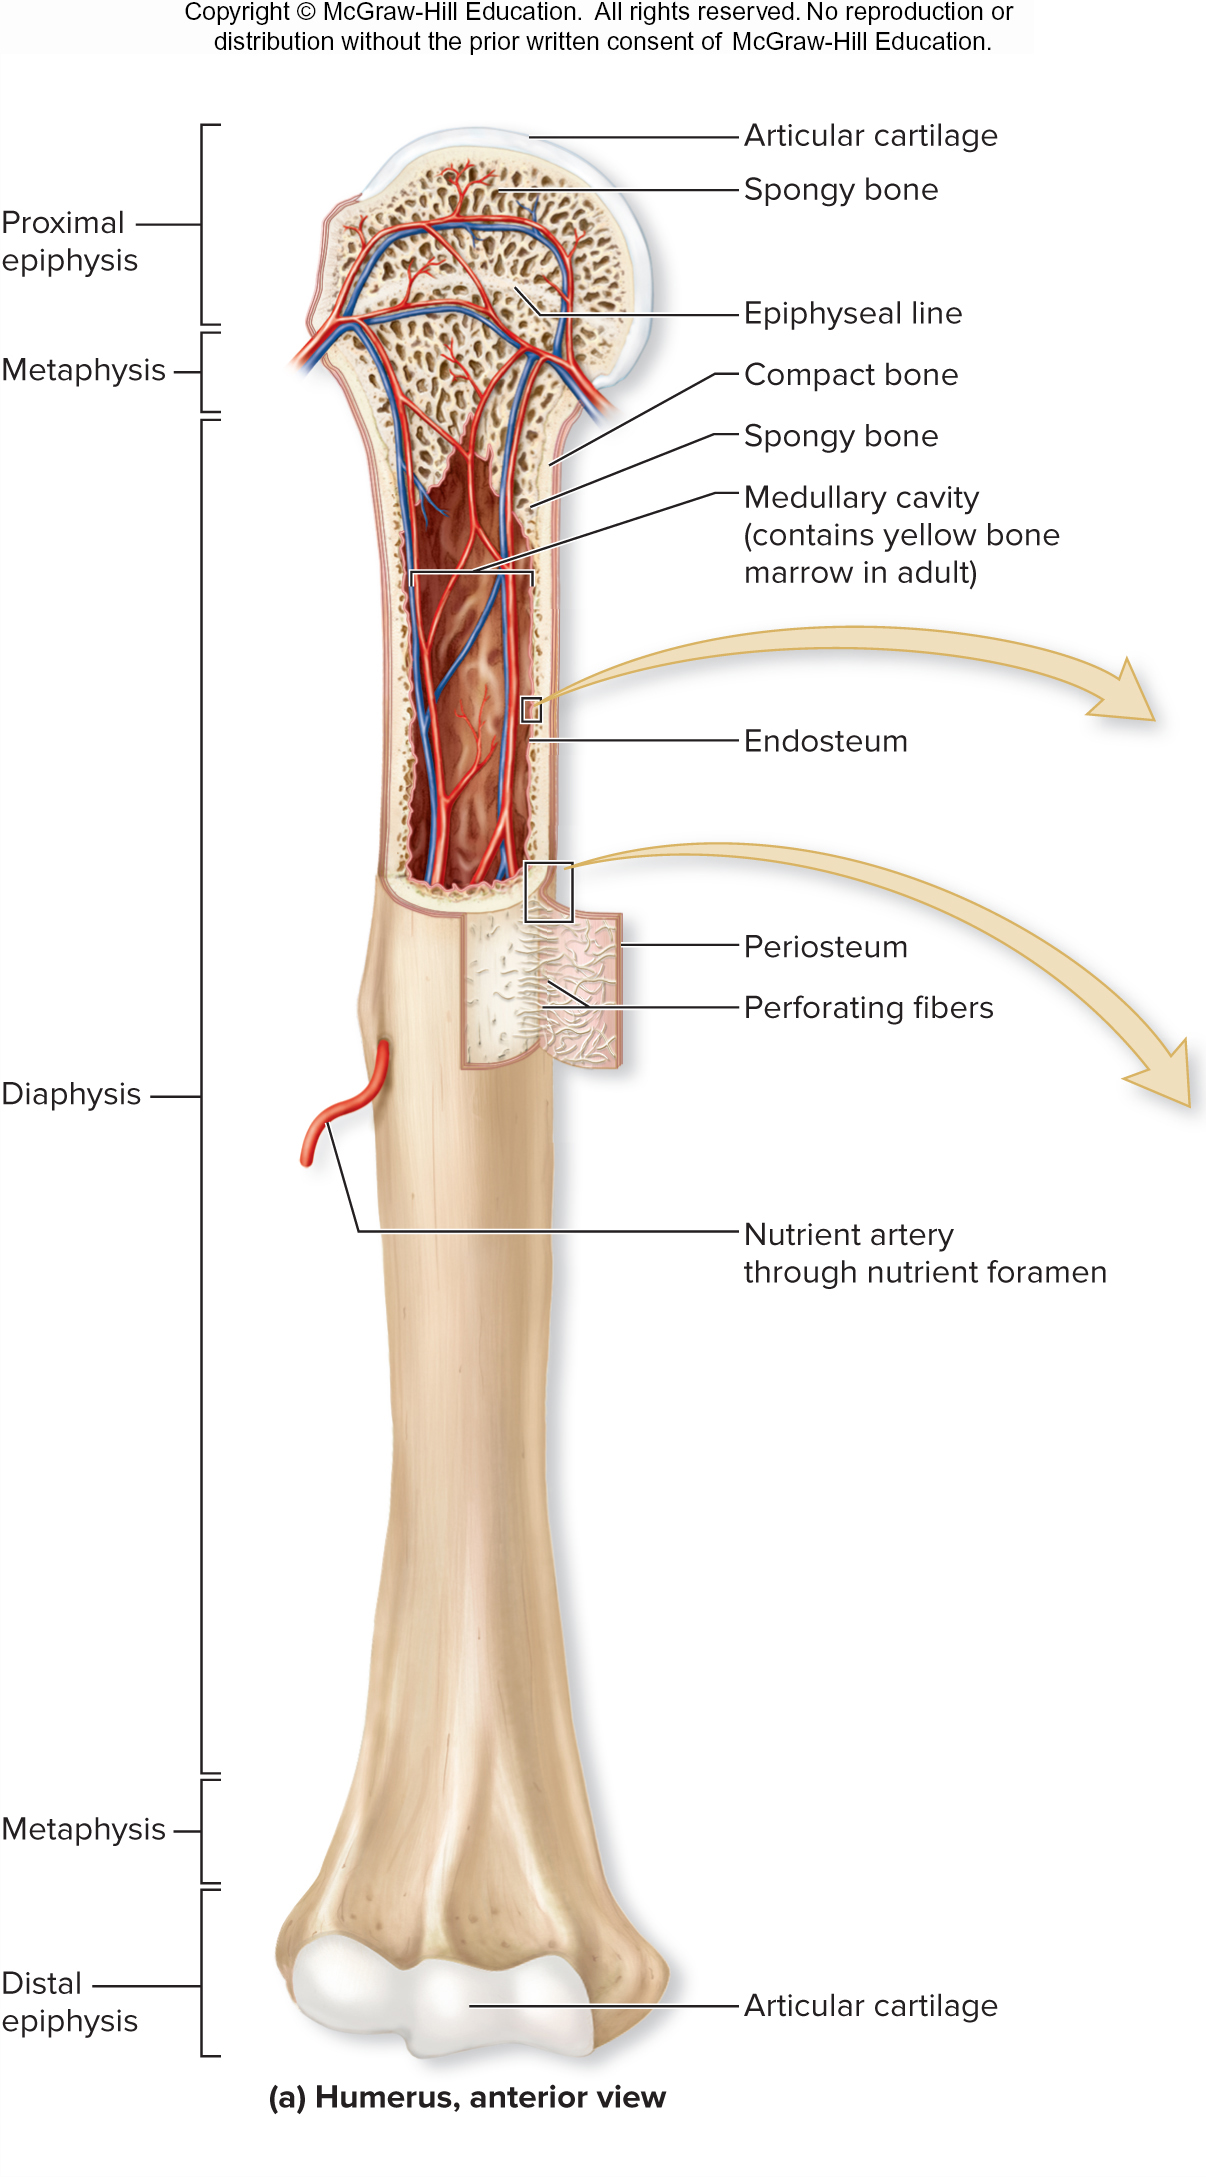 Copyright © McGraw-Hill Education. All rights reserved. No reproduction or
distribution without the prior written consent of McGraw-Hill Education.
Articular cartilage
Spongy bone
Proximal
epiphysis
Epiphyseal line
Metaphysis
Compact bone
Spongy bone
Medullary cavity
(contains yellow bone
marrow in adult)
Endosteum
Periosteum
Perforating fibers
Diaphysis
Nutrient artery
through nutrient foramen
Metaphysis
Distal
epiphysis
Articular cartilage
(a) Humerus, anterior view